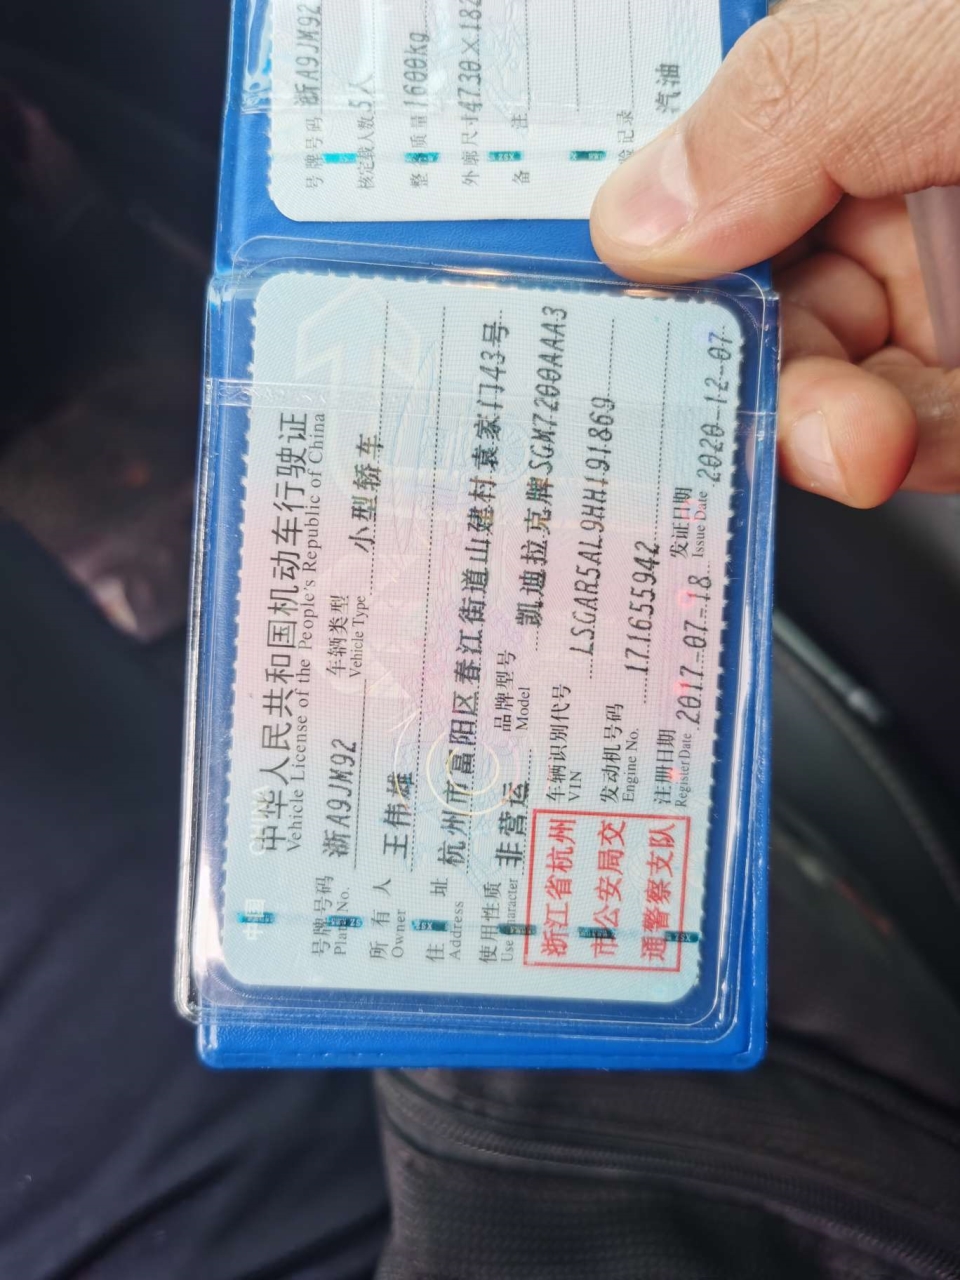 中华人民共和国机动车行驶证
Vehicle License of the People's Republic of China
号牌号码 浙A9JM92 车辆类型 小型轿车
Plate No. Vehicle Type
所有人 王伟雄
Owner
住址 杭州市富阳区春江街道山建村袁家门43号
Address
使用性质 非营运 品牌型号 凯迪拉克牌SGM7200AAA3
Use Character Model
车辆识别代号 LSGAR5AL9HH191869
VIN
发动机号码 171655942
Engine No.
注册日期 2017-07-18 发证日期 2020-12-07
Register Date Issue Date
浙江省杭州
市公安局交
通警察支队
中国
号牌号码 浙A9JM92
核定载人数 5人
整备质量 1600kg
外廓尺寸 4730×182
备注
记录 汽油